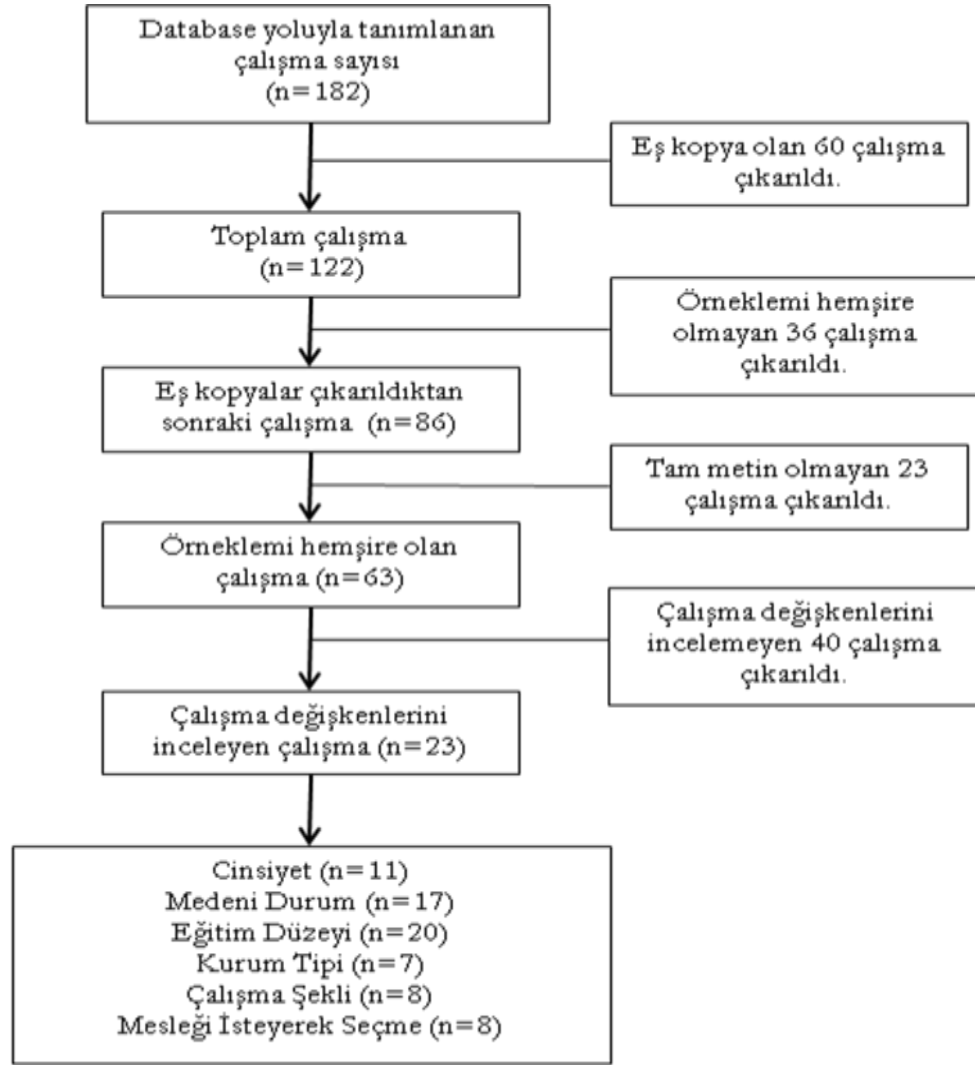 Database yoluyla tanımlanan
çalışma sayısı
(n=182)
Eş kopya olan 60 çalışma
çıkarıldı.
Toplam çalışma
(n=122)
Örneklemi hemşire
olmayan 36 çalışma
çıkarıldı.
Eş kopyalar çıkarıldıktan
sonraki çalışma (n=86)
Tam metin olmayan 23
çalışma çıkarıldı.
Örneklemi hemşire olan
çalışma (n=63)
Çalışma değişkenlerini
incelemeyen 40 çalışma
çıkarıldı.
Çalışma değişkenlerini
inceleyen çalışma (n=23)
Cinsiyet (n=11)
Medeni Durum (n=17)
Eğitim Düzeyi (n=20)
Kurum Tipi (n=7)
Çalışma Şekli (n=8)
Mesleği İsteyerek Seçme (n=8)